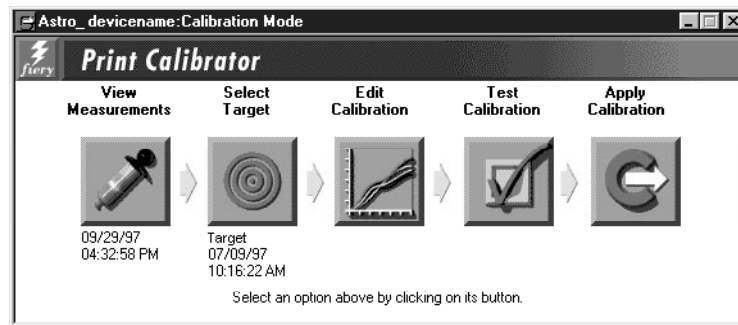 Astro_ devicename:Calibration Mode
fiery
Print Calibrator
View
Measurements
Select
Target
Edit
Calibration
Test
Calibration
Apply
Calibration
09/29/97
04:32:58 PM
Target
07/09/97
10:16:22 AM
Select an option above by clicking on its button.